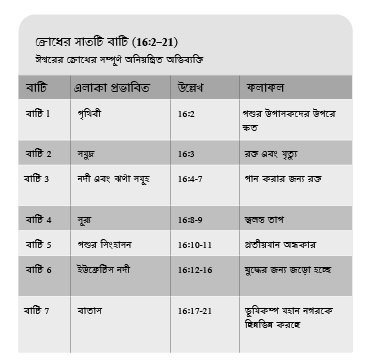 ক্রোধের সাতটি বাটি (16:2–21)
ঈশ্বরের ক্রোধের সম্পূর্ণ অনিয়ন্ত্রিত অভিব্যক্তি
বাটি এলাকা প্রভাবিত উল্লেখ ফলাফল
বাটি 1 পৃথিবী 16:2 পশুর উপাসকদের উপরে
ক্ষত
বাটি 2 সমুদ্র 16:3 রক্ত এবং মৃত্যু
বাটি 3 নদী এবং ঝর্ণা সমূহ 16:4-7 পান করার জন্য রক্ত
বাটি 4 সূর্য 16:8-9 জ্বলন্ত তাপ
বাটি 5 পশুর সিংহাসন 16:10-11 প্রতীয়মান অন্ধকার
বাটি 6 ইউফ্রেটিস নদী 16:12-16 যুদ্ধের জন্য জড়ো হচ্ছে
বাটি 7 বাতাস 16:17-21 ভূমিকম্প মহান নগরকে
ছিন্নভিন্ন করছে